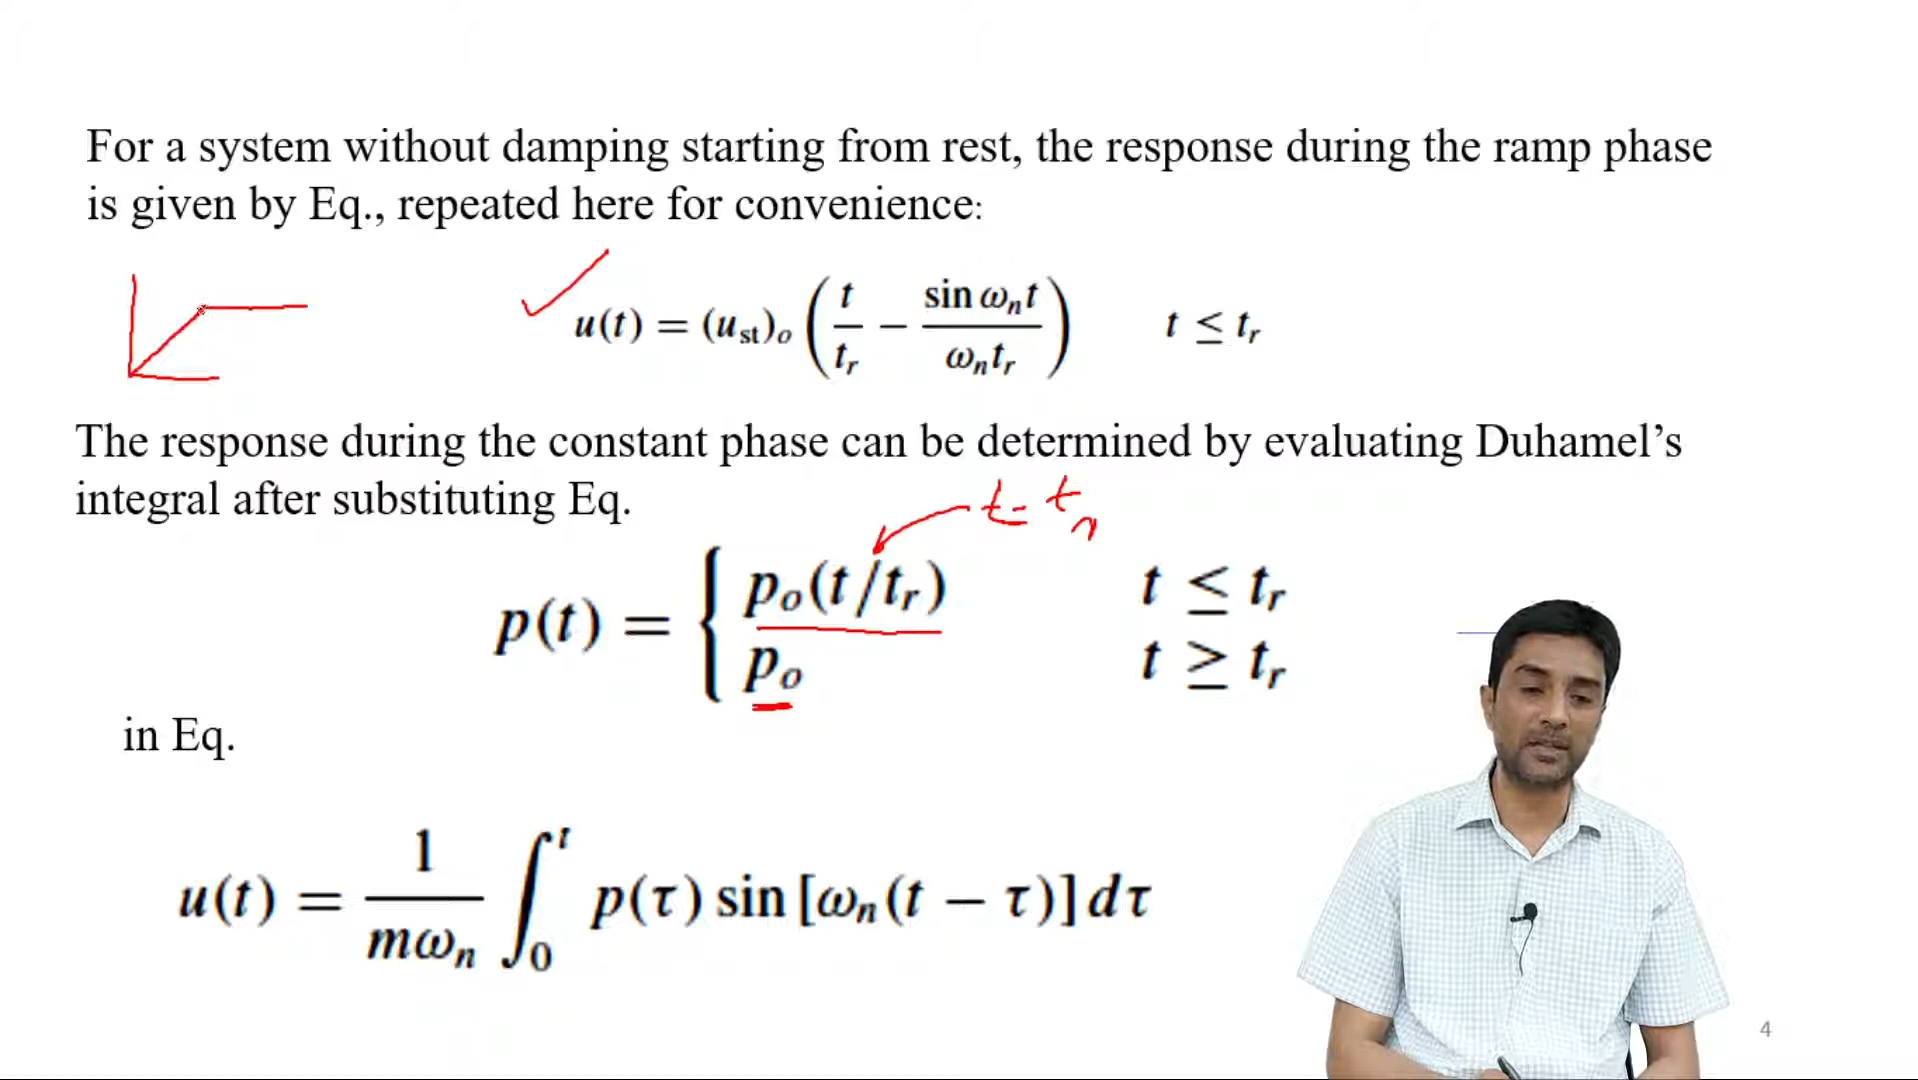 For a system without damping starting from rest, the response during the ramp phase
is given by Eq., repeated here for convenience:
u(t) = (u_st)_o (t/t_r − sin ω_n t/ω_n t_r)   t ≤ t_r
The response during the constant phase can be determined by evaluating Duhamel’s
integral after substituting Eq.
t = t_r
p(t) = { p_o(t/t_r)   t ≤ t_r
p_o   t ≥ t_r
in Eq.
u(t) = 1/mω_n ∫_0^t p(τ) sin [ω_n(t − τ)] dτ
4